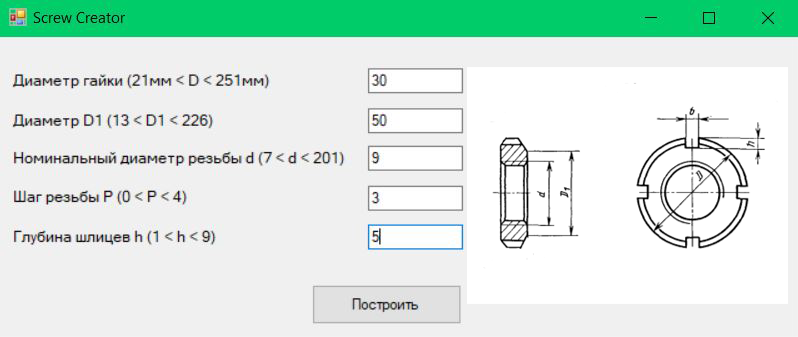 Screw Creator
Диаметр гайки (21мм < D < 251мм) 30
Диаметр D1 (13 < D1 < 226) 50
Номинальный диаметр резьбы d (7 < d < 201) 9
Шаг резьбы P (0 < P < 4) 3
Глубина шлицев h (1 < h < 9) 5
Построить
d D₁ b h D